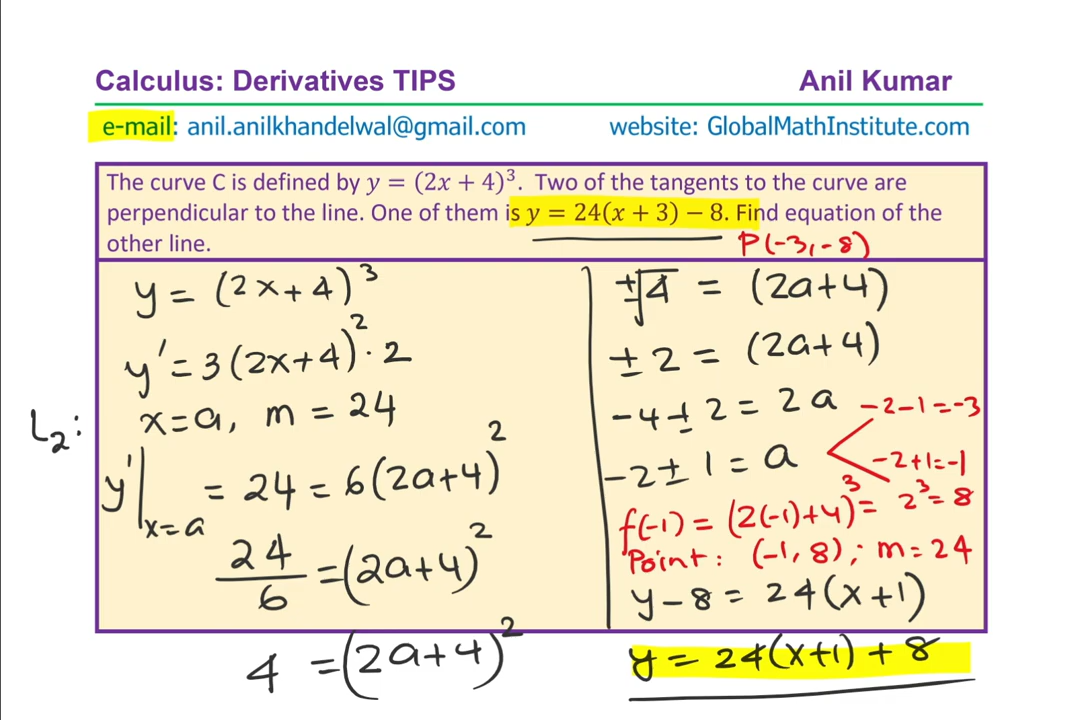 Calculus: Derivatives TIPS Anil Kumar
e-mail: anil.anilkhandelwal@gmail.com website: GlobalMathInstitute.com
The curve C is defined by y = (2x + 4)³. Two of the tangents to the curve are
perpendicular to the line. One of them is y = 24(x + 3) − 8. Find equation of the
other line.
P(-3,-8)
y = (2x+4)³
y' = 3(2x+4)²·2
L₂:
x=a, m = 24
y'|x=a = 24 = 6(2a+4)²
24/6 = (2a+4)²
4 = (2a+4)²
±√4 = (2a+4)
±2 = (2a+4)
-4±2 = 2a
-2±1 = a
-2-1=-3
-2+1=-1
f(-1) = (2(-1)+4)³ = 2³ = 8
Point: (-1, 8); m=24
y-8 = 24(x+1)
y = 24(x+1) + 8